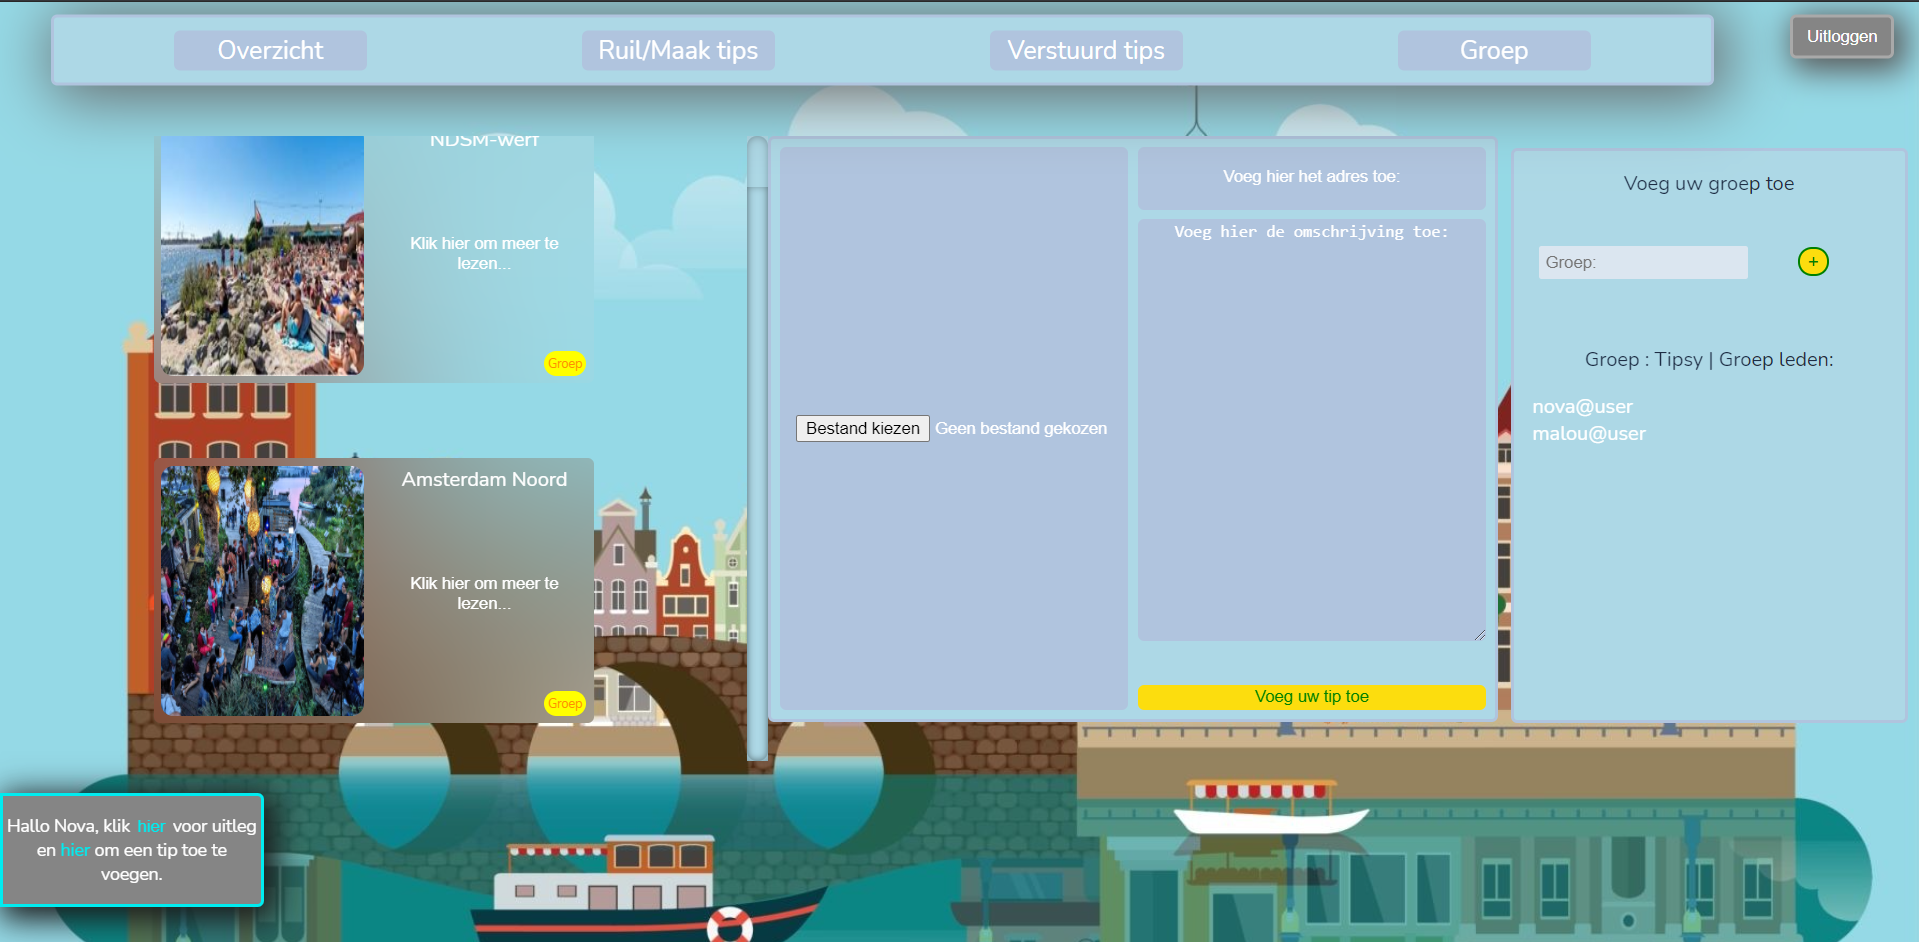 Overzicht
Ruil/Maak tips
Verstuurd tips
Groep
Uitloggen
NDSM-werf
Klik hier om meer te
lezen...
Groep
Amsterdam Noord
Klik hier om meer te
lezen...
Groep
Bestand kiezen Geen bestand gekozen
Voeg hier het adres toe:
Voeg hier de omschrijving toe:
Voeg uw tip toe
Voeg uw groep toe
Groep:
+
Groep : Tipsy | Groep leden:
nova@user
malou@user
Hallo Nova, klik hier voor uitleg
en hier om een tip toe te
voegen.